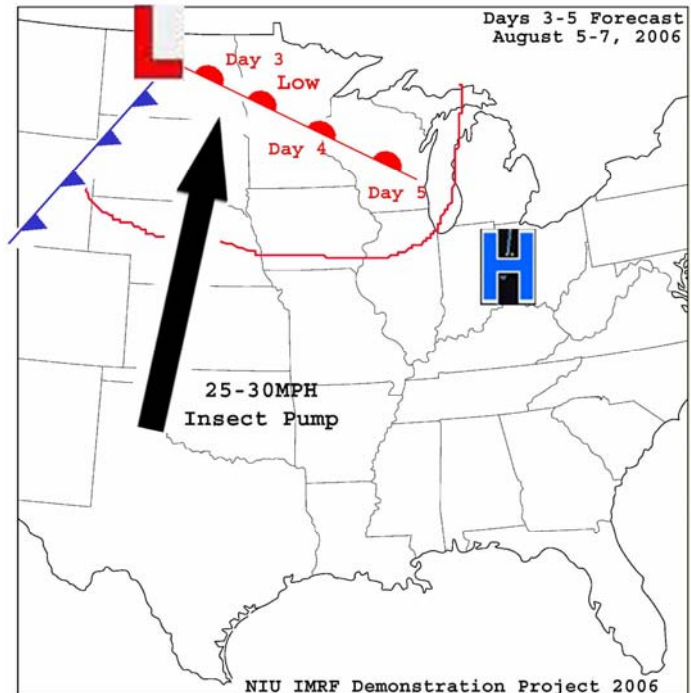 Days 3-5 Forecast
August 5-7, 2006
L
Day 3
Low
Day 4
Day 5
H
25-30MPH
Insect Pump
NIU IMRF Demonstration Project 2006